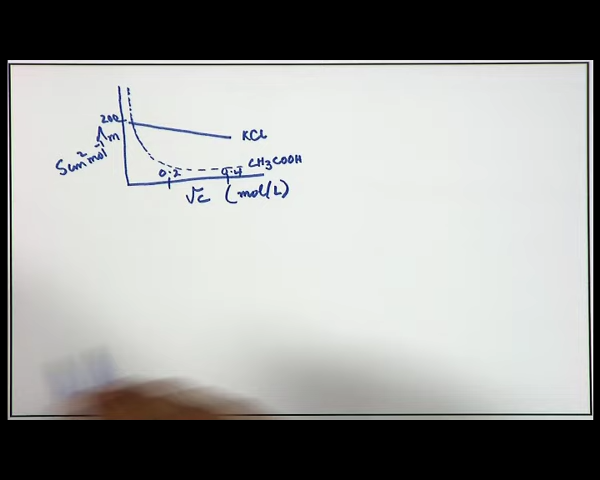 200
Λm
S cm² mol⁻¹
KCl
CH₃COOH
0.2 0.4
√c (mol/L)